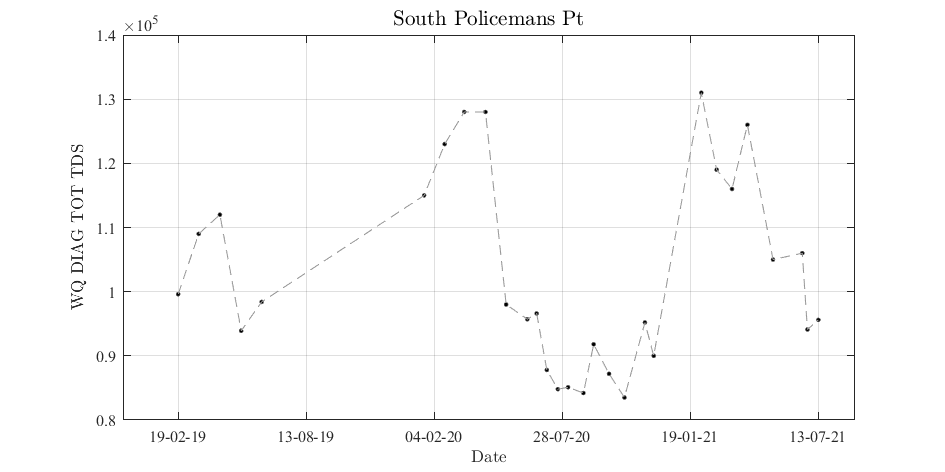 South Policemans Pt
×10⁵
1.4
1.3
1.2
1.1
1
0.9
0.8
WQ DIAG TOT TDS
19-02-19 13-08-19 04-02-20 28-07-20 19-01-21 13-07-21
Date